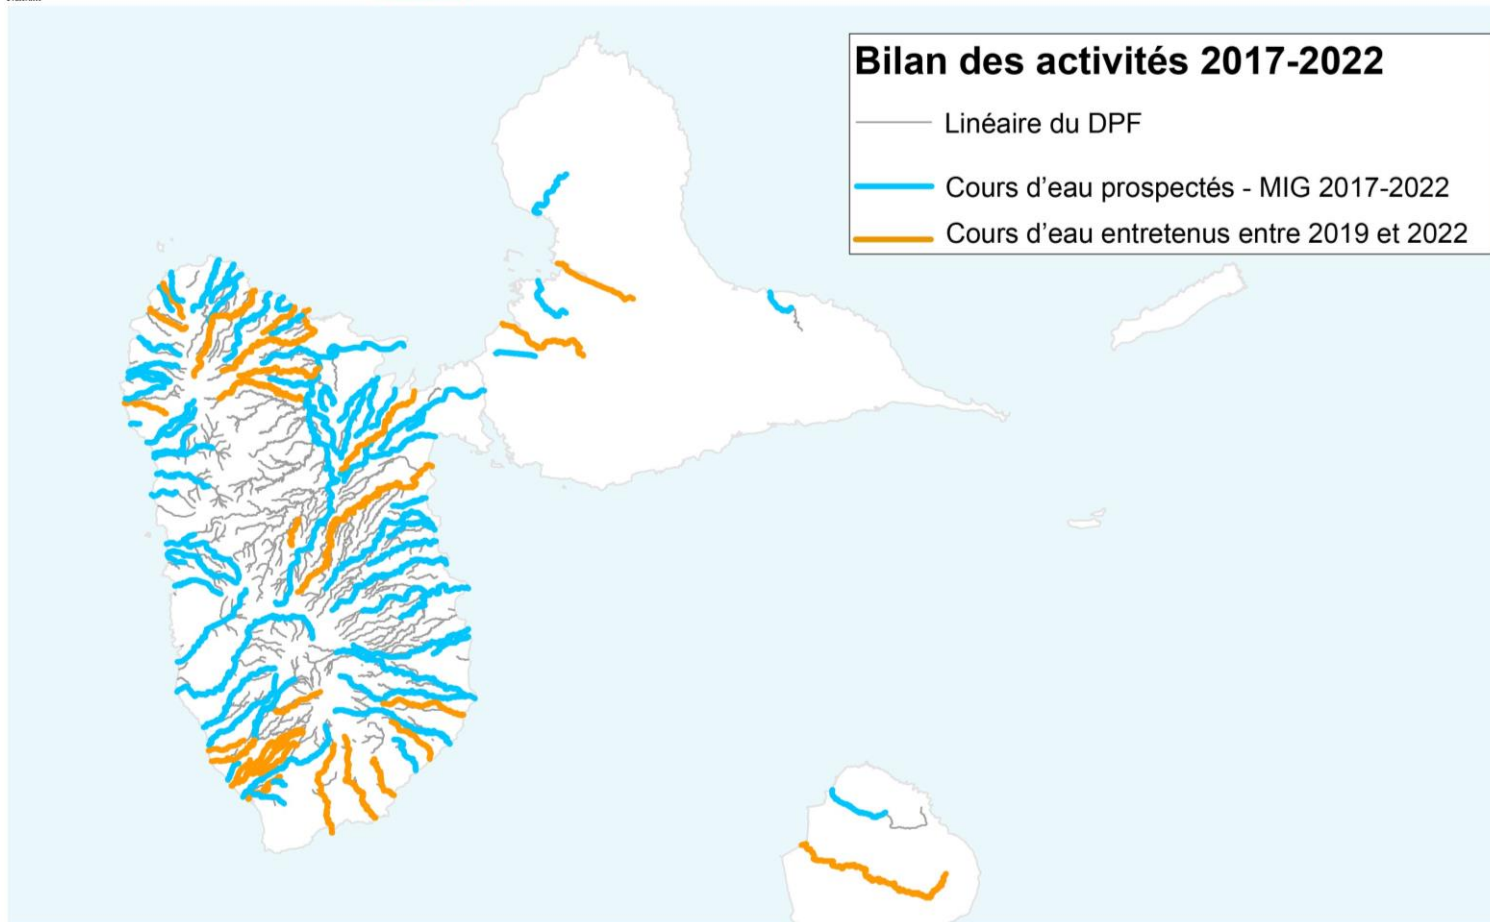 Bilan des activités 2017-2022
Linéaire du DPF
Cours d'eau prospectés - MIG 2017-2022
Cours d'eau entretenus entre 2019 et 2022